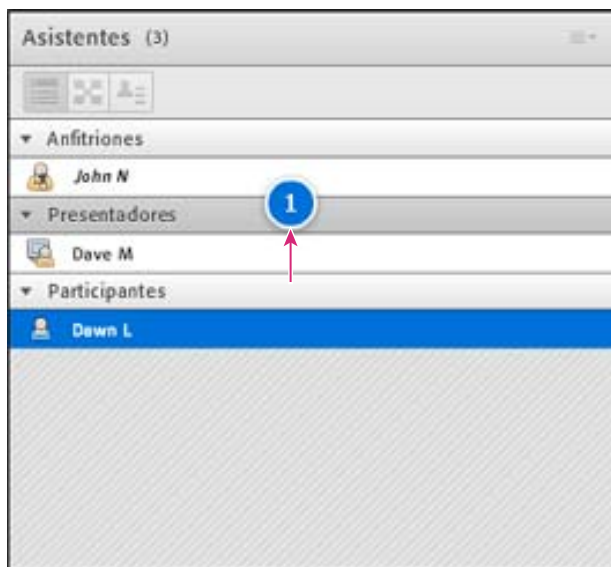 Asistentes (3)
Anfitriones
John N
1
Presentadores
Dave M
Participantes
Dawn L